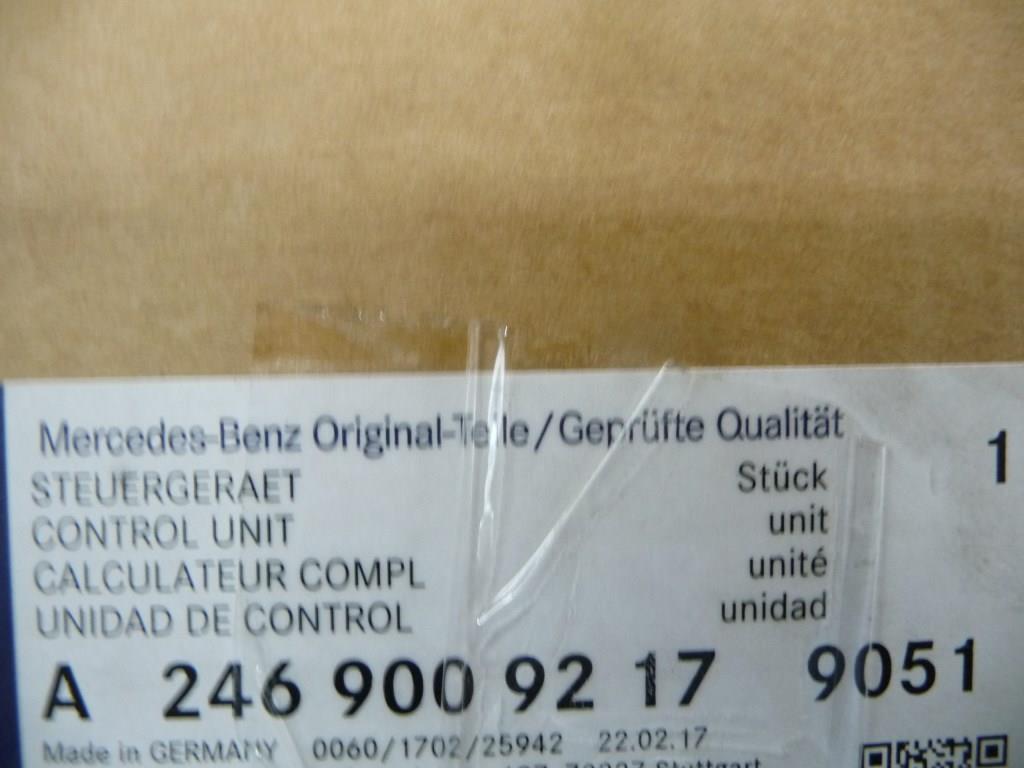 Mercedes-Benz Original-Teile/Geprüfte Qualität
1
STEUERGERAET Stück
CONTROL UNIT unit
CALCULATEUR COMPL unité
UNIDAD DE CONTROL unidad
A 246 900 92 17 9051
Made in GERMANY 0060/1702/25942 22.02.17
Stuttgart